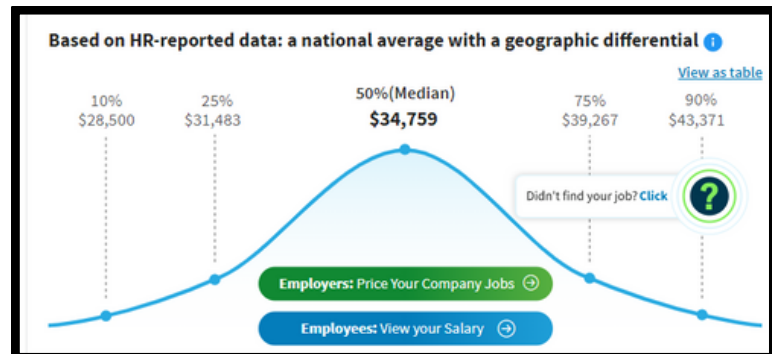 Based on HR-reported data: a national average with a geographic differential
View as table
10%
$28,500
25%
$31,483
50%(Median)
$34,759
75%
$39,267
90%
$43,371
Didn't find your job? Click
Employers: Price Your Company Jobs
Employees: View your Salary